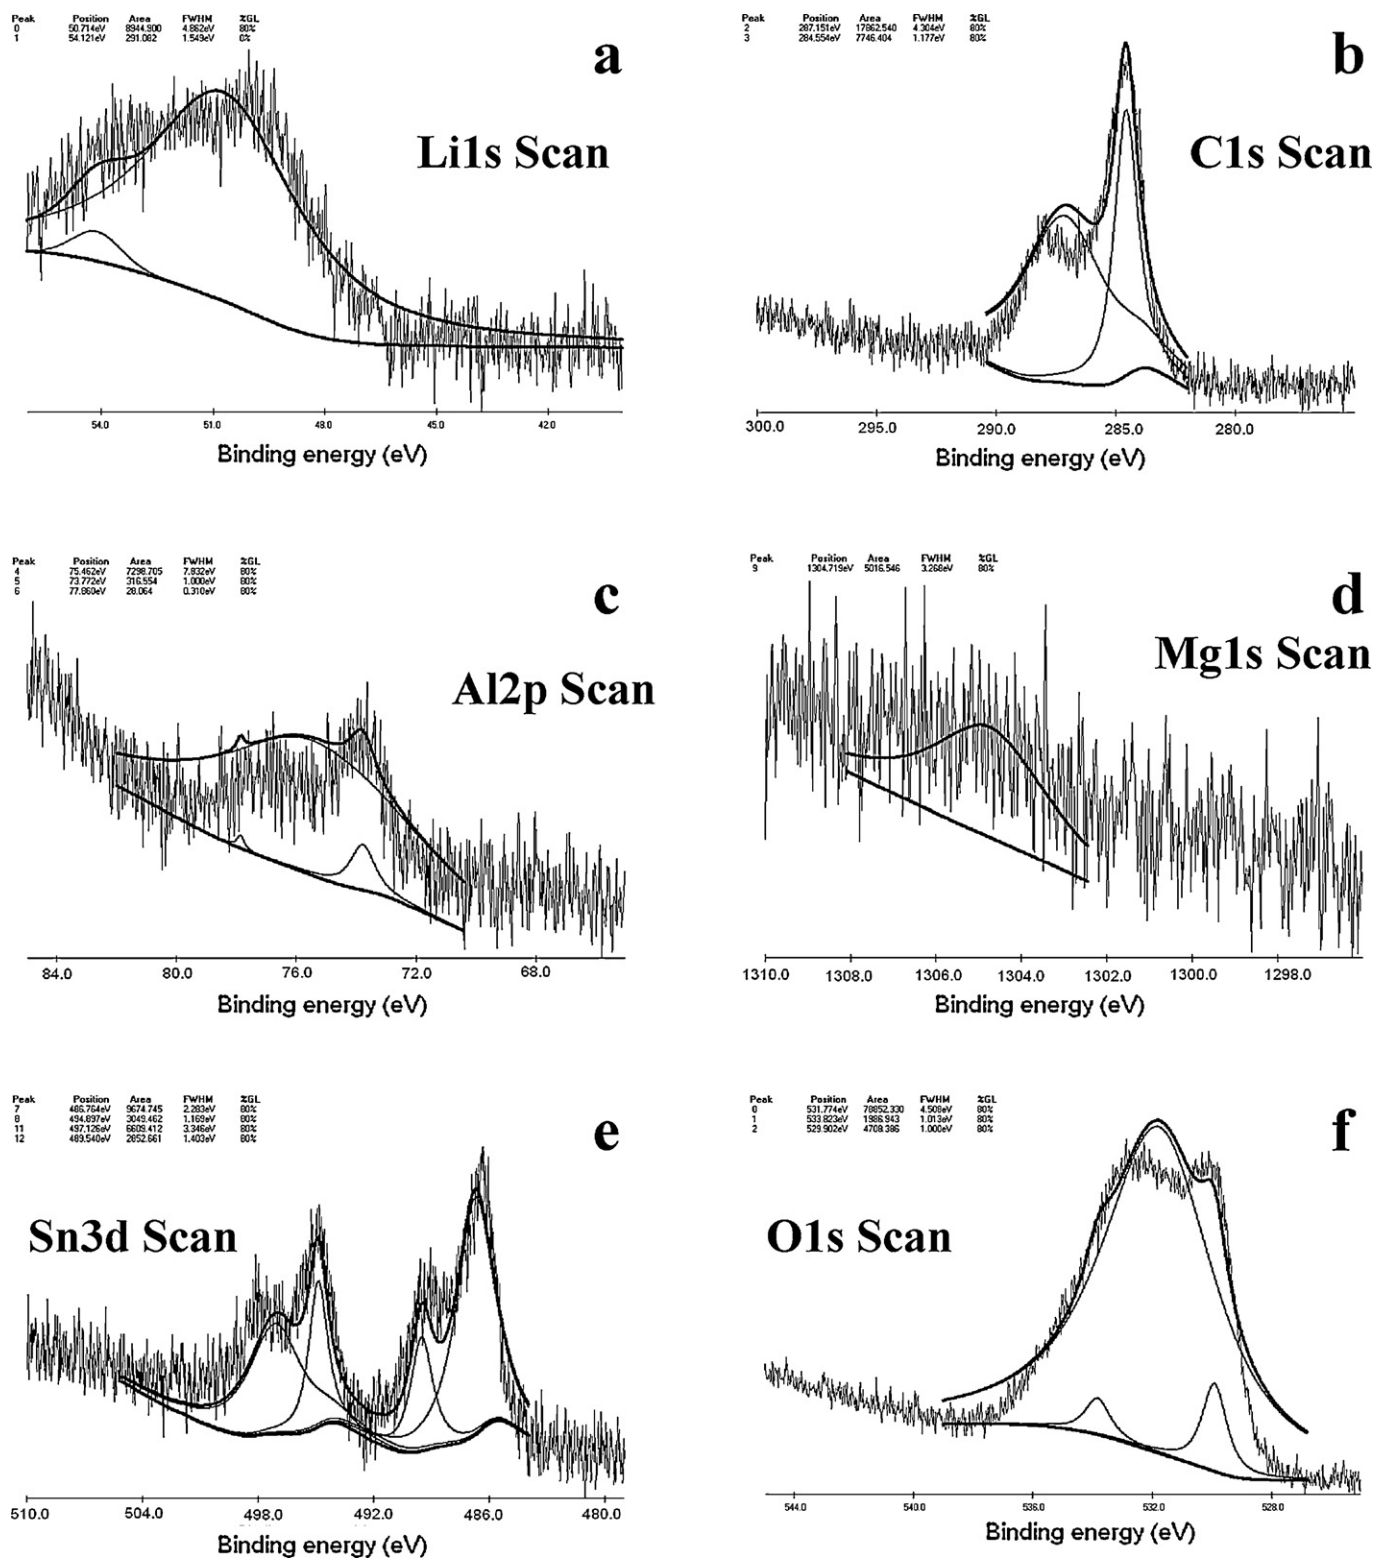 Peak Position Area FWHM %GL
0 50.714eV 8944.900 4.862eV 80%
1 54.121eV 291.082 1.549eV 0%
a
Li1s Scan
54.0 51.0 48.0 45.0 42.0
Binding energy (eV)
Peak Position Area FWHM %GL
2 287.151eV 17862.540 4.304eV 80%
3 284.554eV 7746.404 1.177eV 80%
b
C1s Scan
300.0 295.0 290.0 285.0 280.0
Binding energy (eV)
Peak Position Area FWHM %GL
4 75.462eV 7298.705 7.832eV 80%
5 73.772eV 316.554 1.000eV 80%
6 77.860eV 28.064 0.310eV 80%
c
Al2p Scan
84.0 80.0 76.0 72.0 68.0
Binding energy (eV)
Peak Position Area FWHM %GL
9 1304.719eV 5016.546 3.268eV 80%
d
Mg1s Scan
1310.0 1308.0 1306.0 1304.0 1302.0 1300.0 1298.0
Binding energy (eV)
Peak Position Area FWHM %GL
7 486.764eV 9674.745 2.283eV 80%
8 494.897eV 3049.462 1.169eV 80%
11 497.126eV 6609.412 3.346eV 80%
12 489.540eV 2852.661 1.403eV 80%
e
Sn3d Scan
510.0 504.0 498.0 492.0 486.0 480.0
Binding energy (eV)
Peak Position Area FWHM %GL
0 531.774eV 78852.330 4.508eV 80%
1 533.823eV 1986.943 1.013eV 80%
2 529.902eV 4708.386 1.000eV 80%
f
O1s Scan
544.0 540.0 536.0 532.0 528.0
Binding energy (eV)